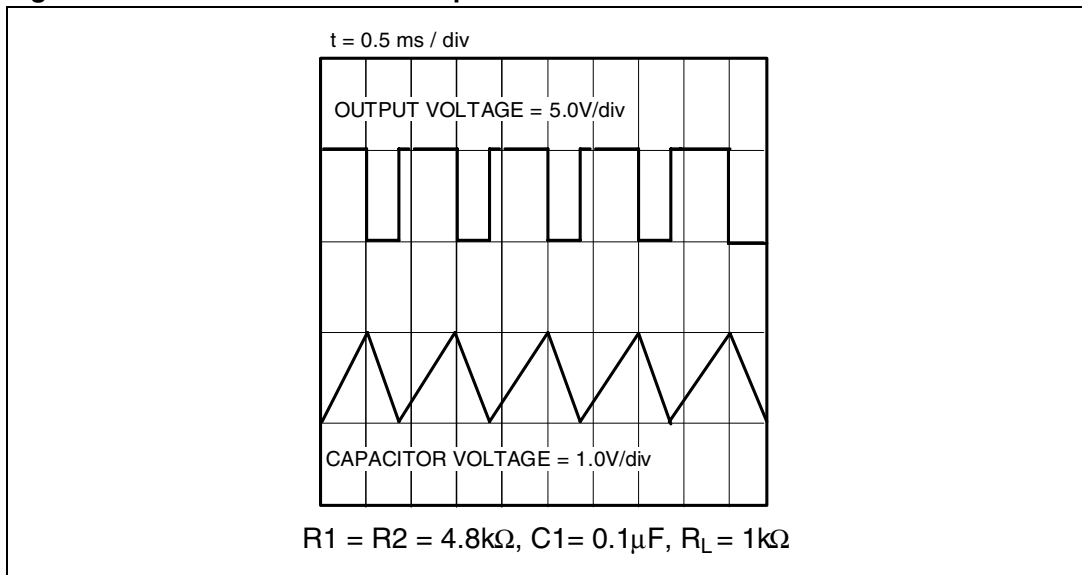 t = 0.5 ms / div
OUTPUT VOLTAGE = 5.0V/div
CAPACITOR VOLTAGE = 1.0V/div
R1 = R2 = 4.8kΩ, C1= 0.1μF, RL = 1kΩ